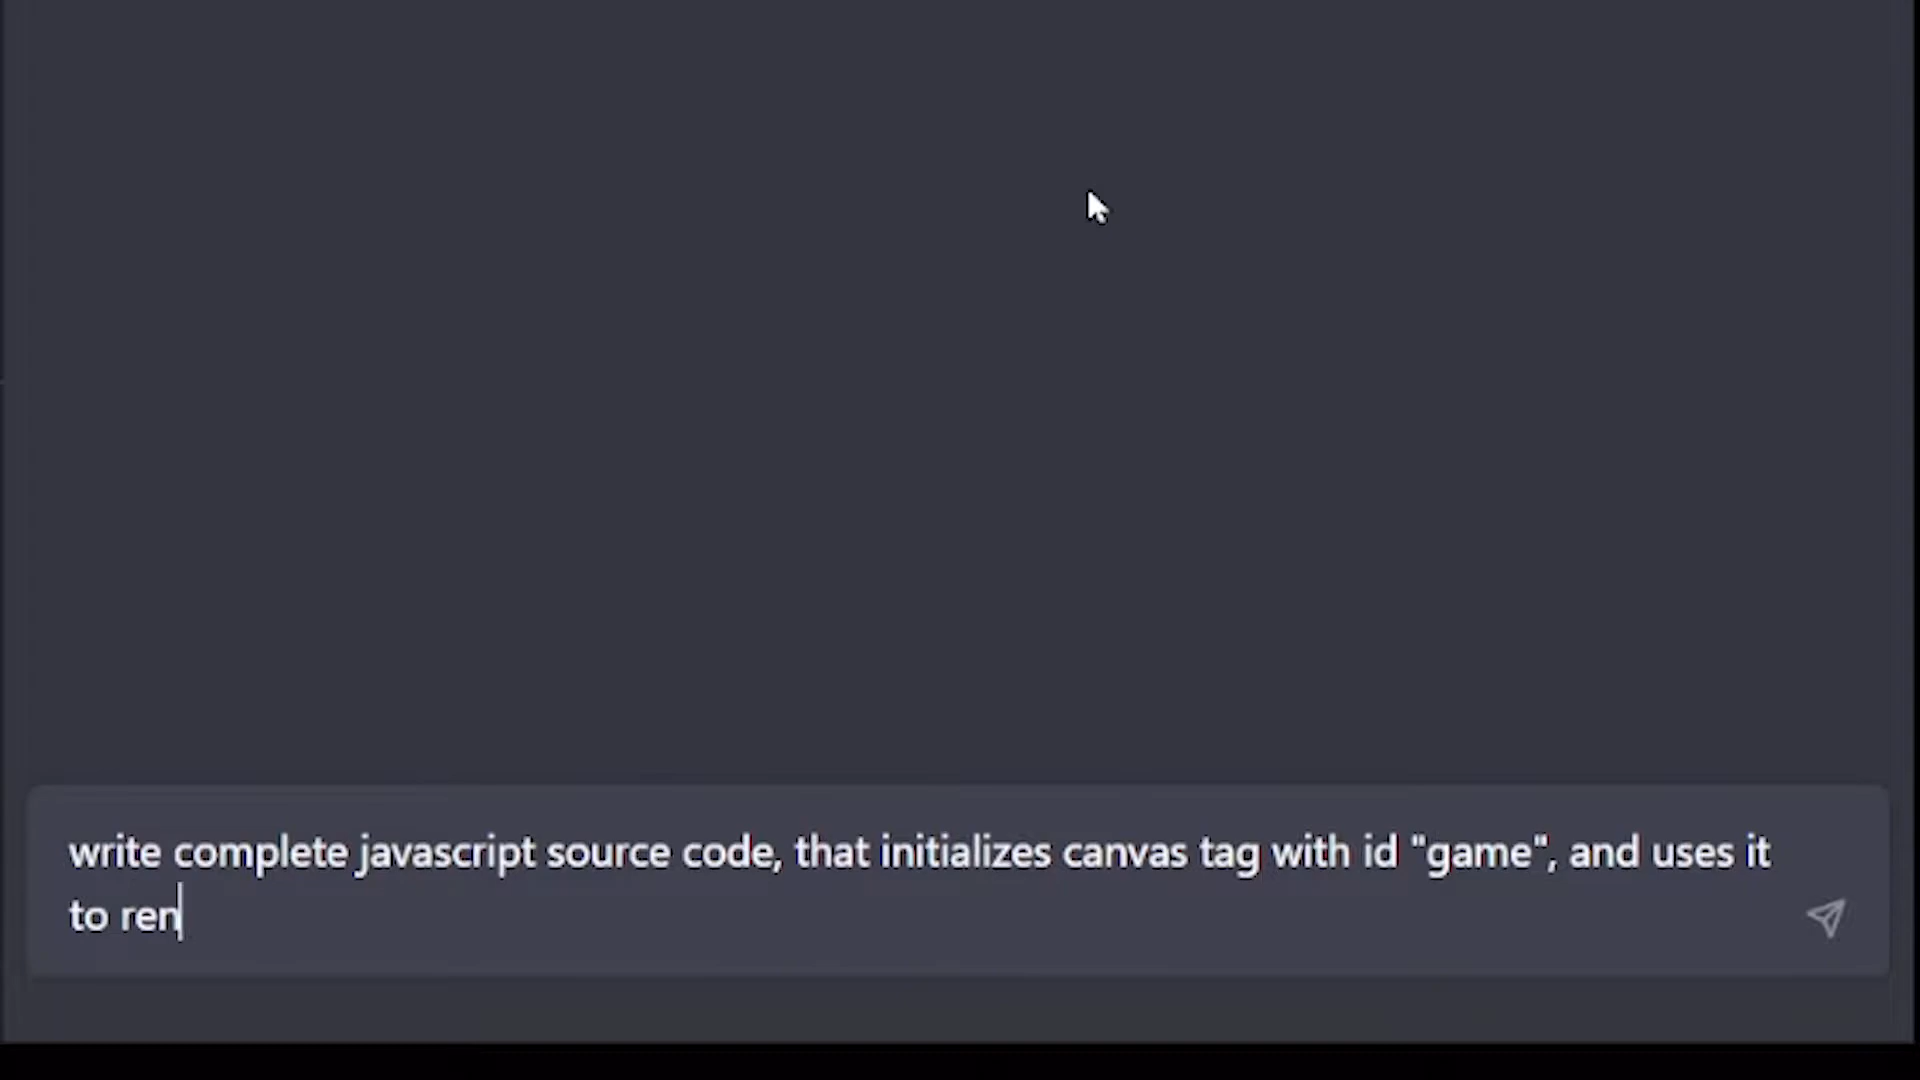 write complete javascript source code, that initializes canvas tag with id "game", and uses it
to ren